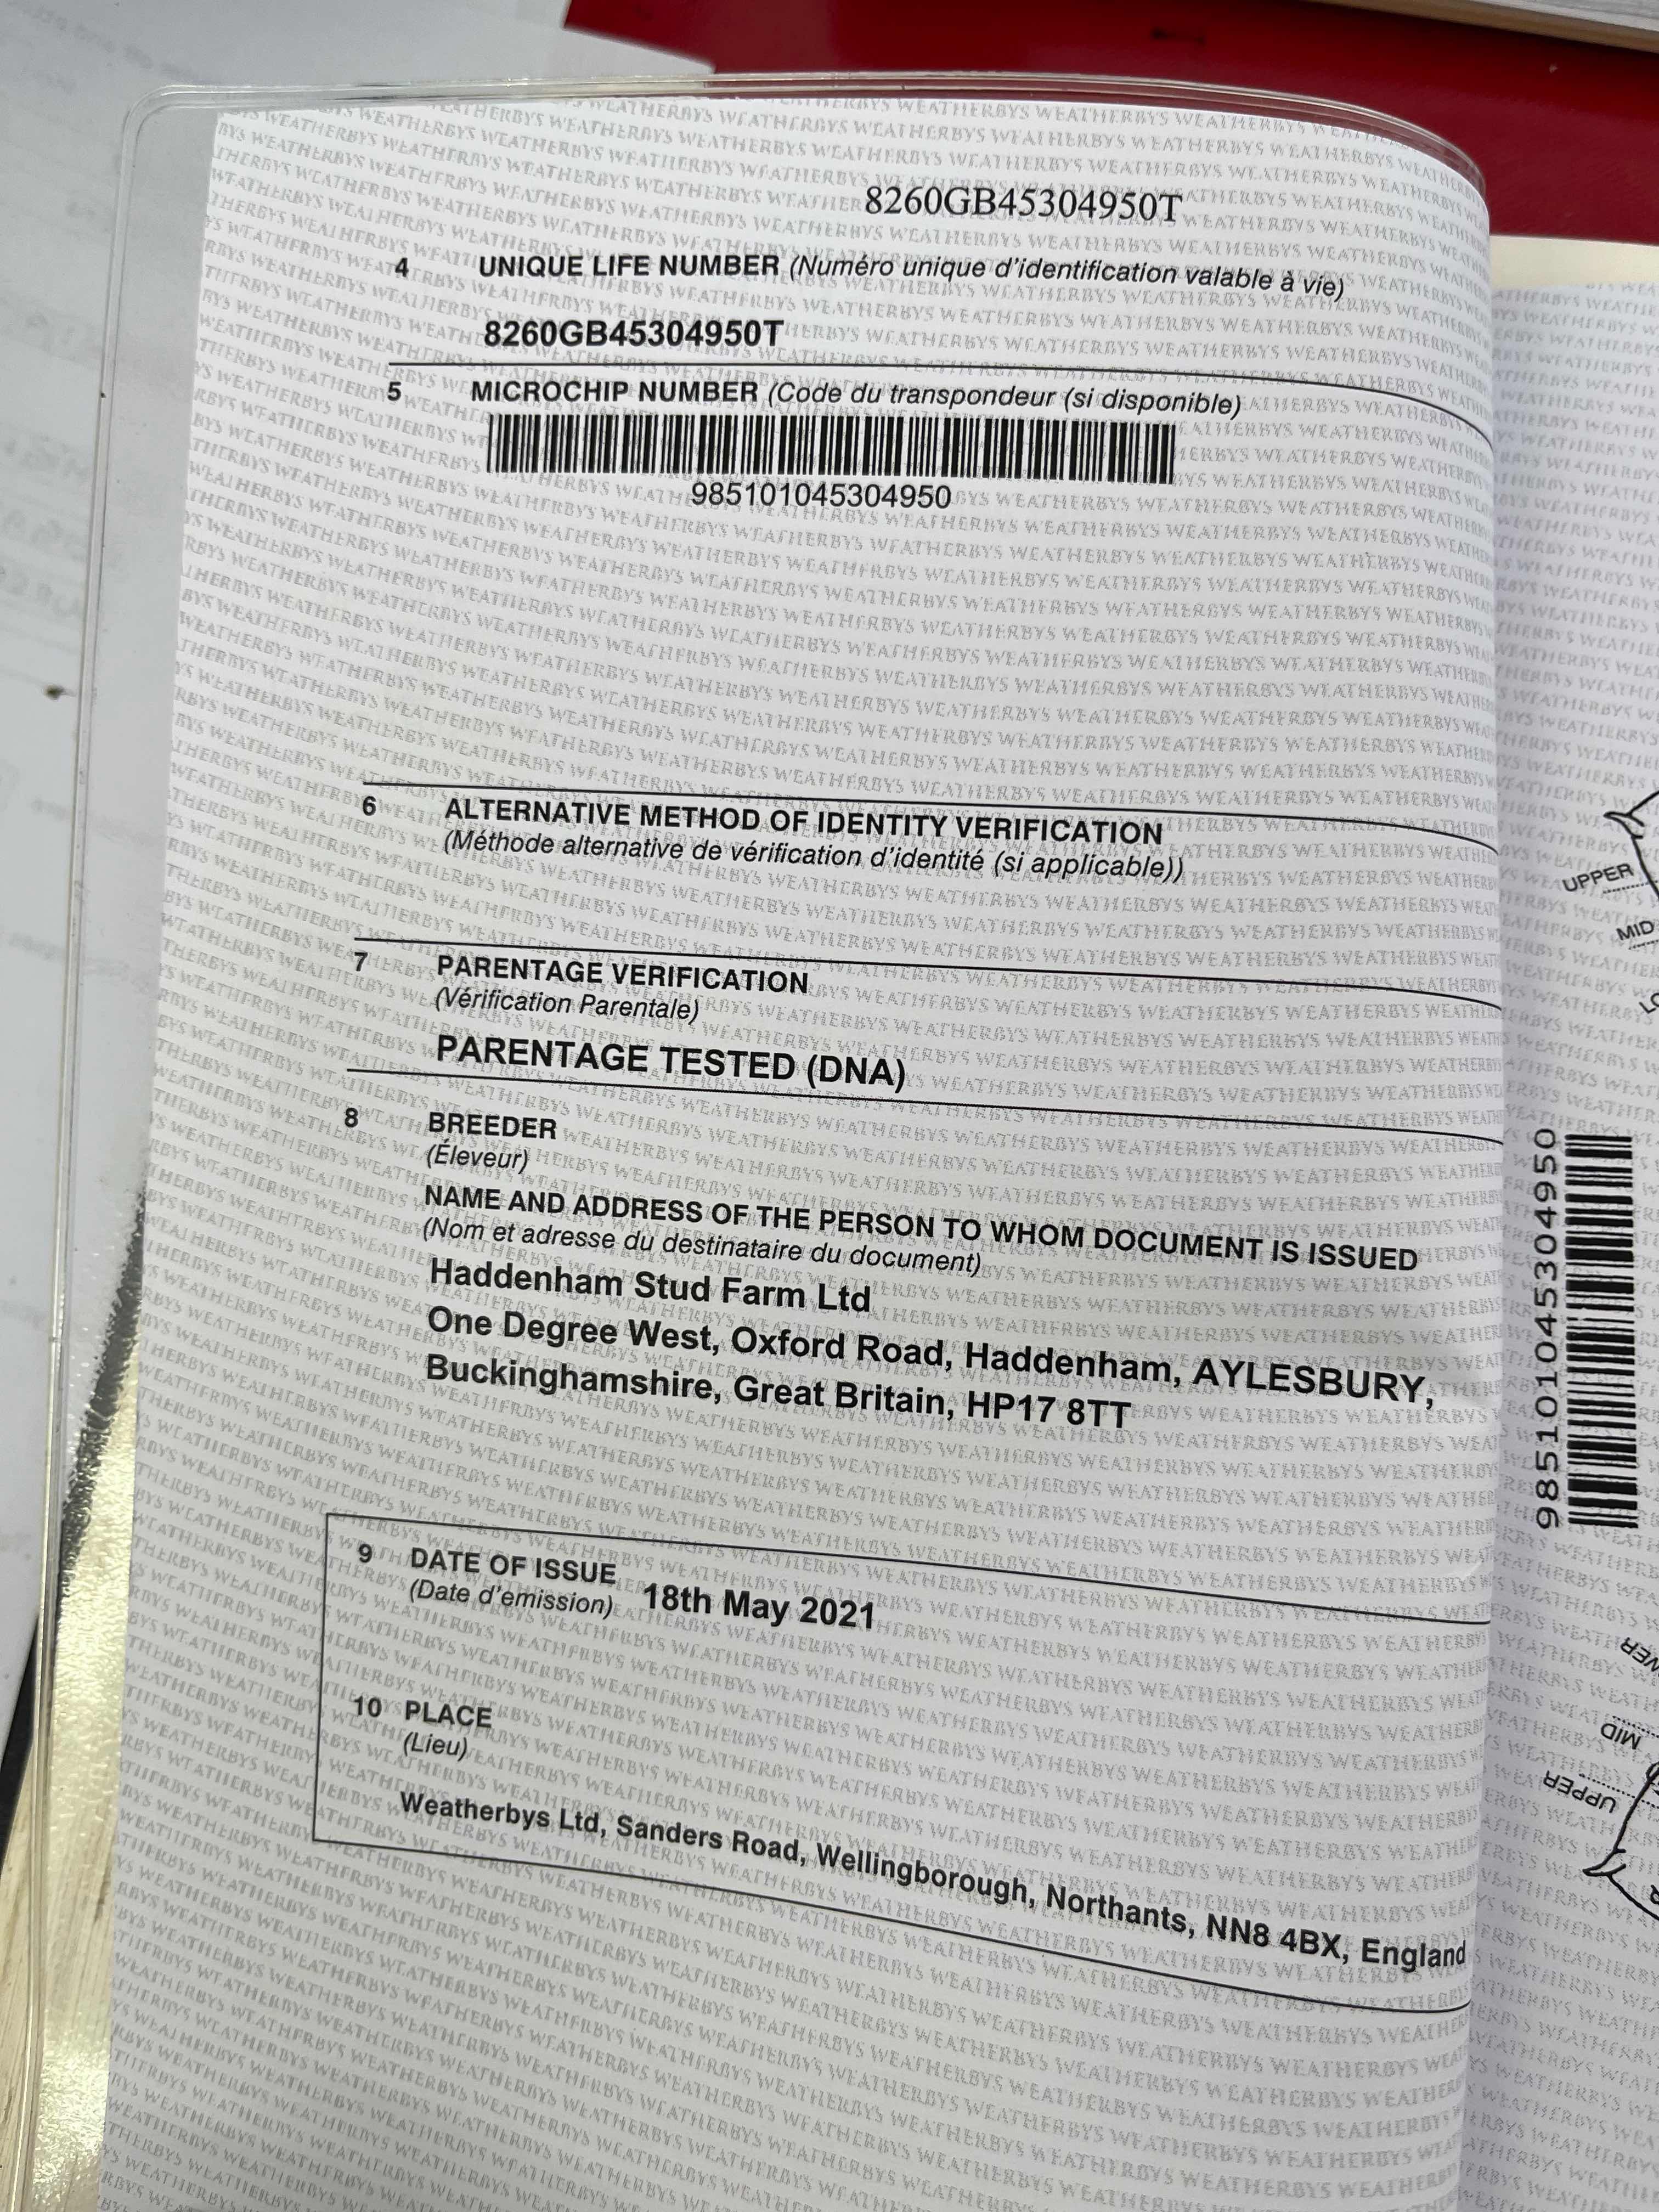 8260GB45304950T
4 UNIQUE LIFE NUMBER (Numéro unique d'identification valable à vie)
8260GB45304950T
5 MICROCHIP NUMBER (Code du transpondeur (si disponible)
985101045304950
6 ALTERNATIVE METHOD OF IDENTITY VERIFICATION
(Méthode alternative de vérification d'identité (si applicable))
7 PARENTAGE VERIFICATION
(Vérification Parentale)
PARENTAGE TESTED (DNA)
8 BREEDER
(Éleveur)
NAME AND ADDRESS OF THE PERSON TO WHOM DOCUMENT IS ISSUED
(Nom et adresse du destinataire du document)
Haddenham Stud Farm Ltd
One Degree West, Oxford Road, Haddenham, AYLESBURY,
Buckinghamshire, Great Britain, HP17 8TT
9 DATE OF ISSUE
(Date d'emission) 18th May 2021
10 PLACE
(Lieu)
Weatherbys Ltd, Sanders Road, Wellingborough, Northants, NN8 4BX, England
UPPER
MID
985101045304950
MID
UPPER